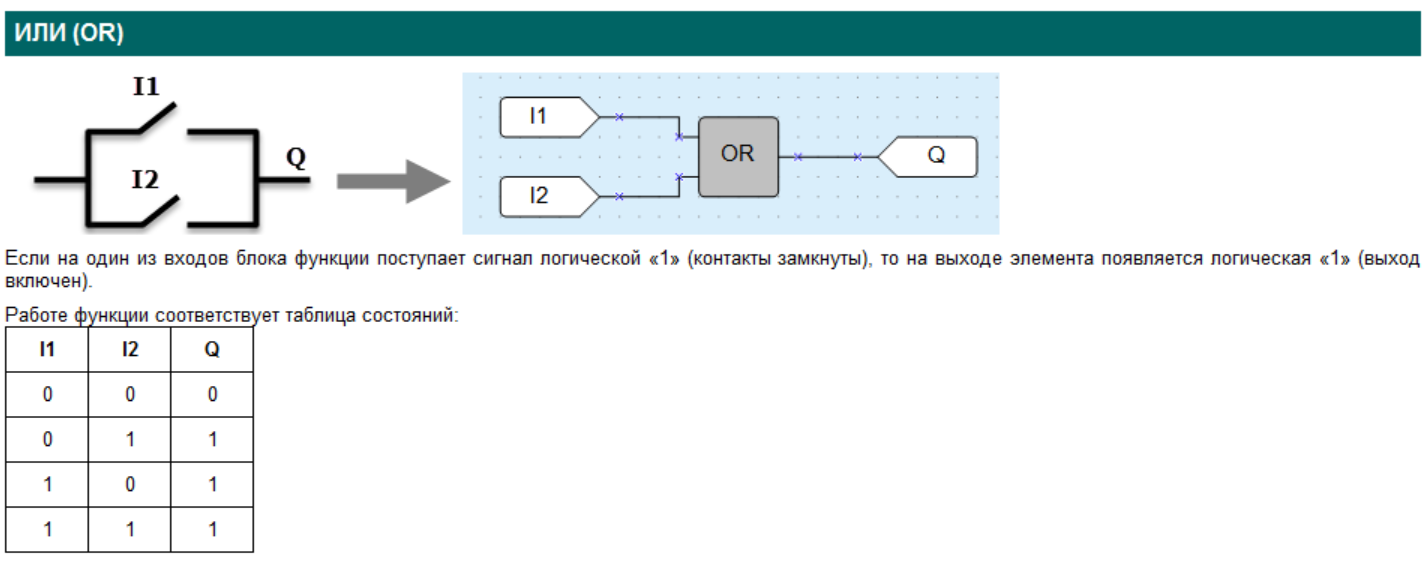 ИЛИ (OR)
I1
I2
Q
I1
I2
OR
Q
Если на один из входов блока функции поступает сигнал логической «1» (контакты замкнуты), то на выходе элемента появляется логическая «1» (выход
включен).
Работе функции соответствует таблица состояний:
I1 I2 Q
0 0 0
0 1 1
1 0 1
1 1 1